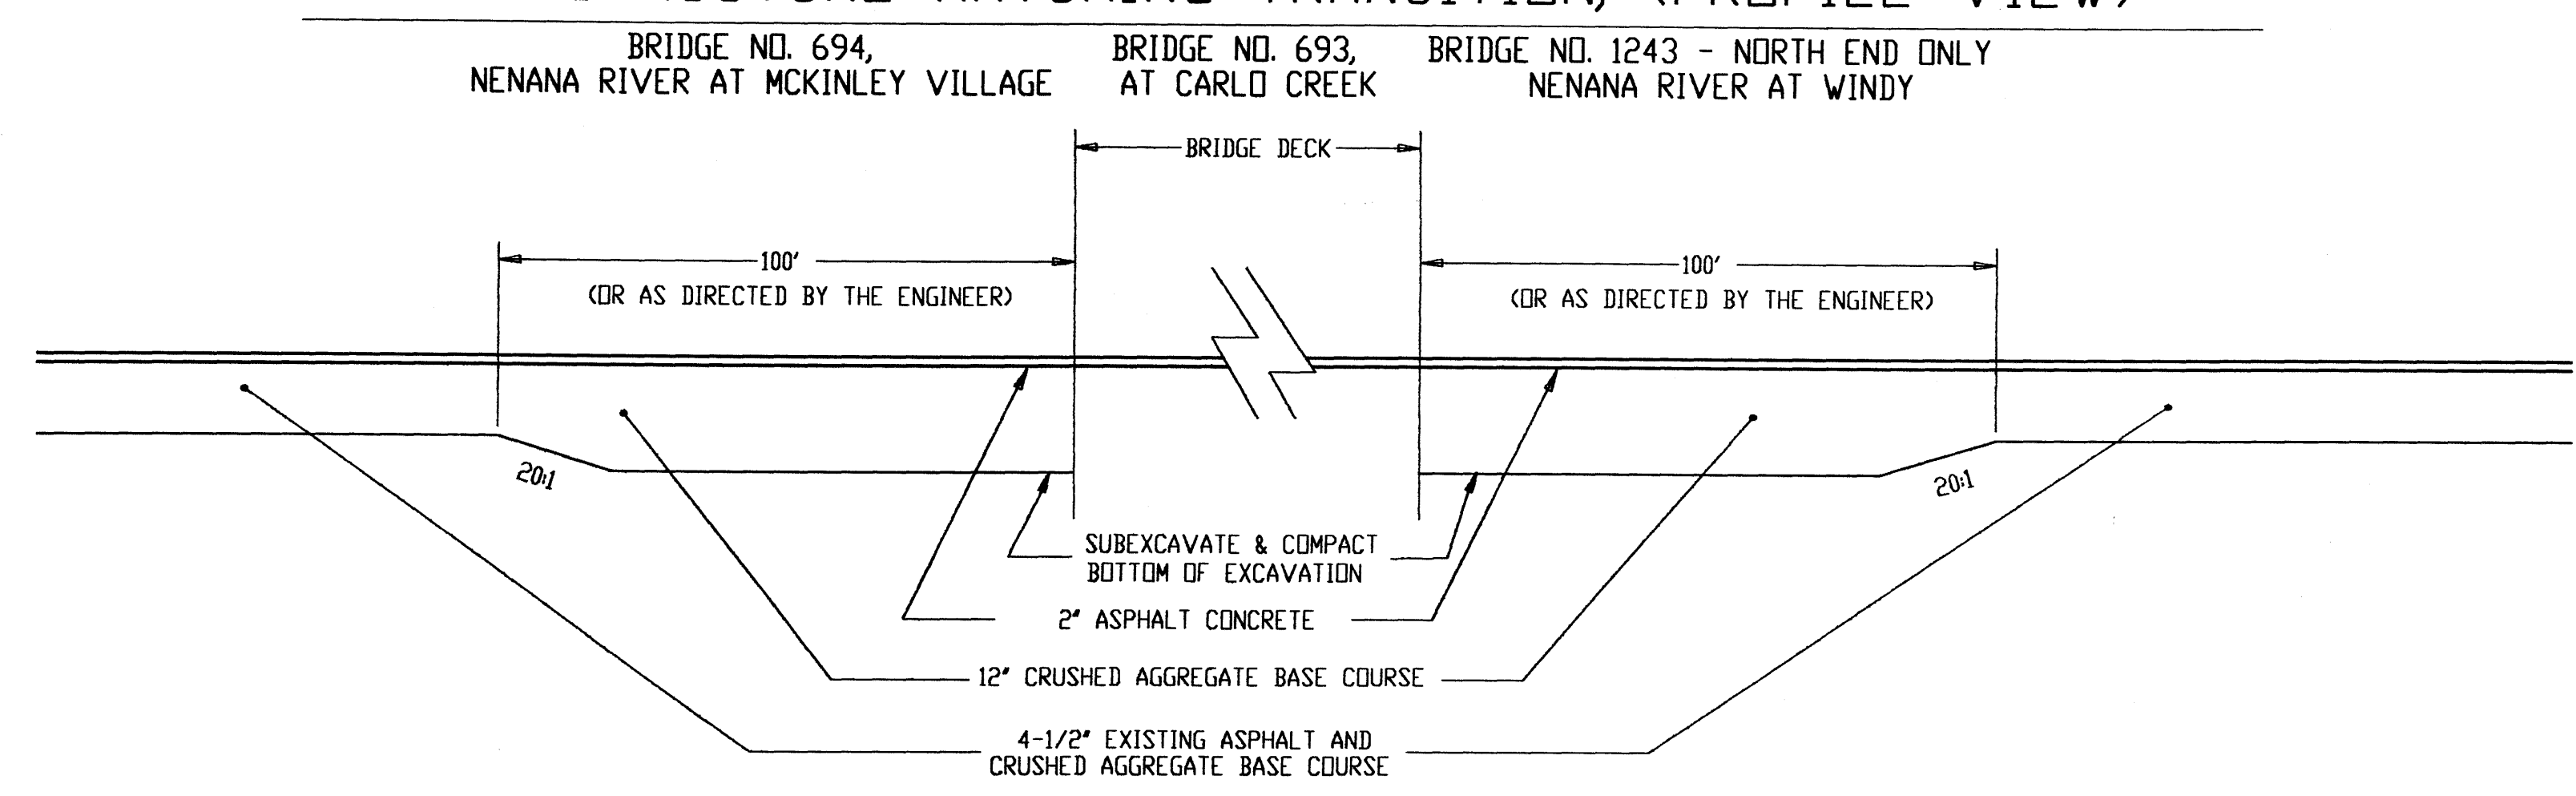 TRANSITION, (PROFILE VIEW)
BRIDGE NO. 694,
NENANA RIVER AT MCKINLEY VILLAGE
BRIDGE NO. 693,
AT CARLO CREEK
BRIDGE NO. 1243 - NORTH END ONLY
NENANA RIVER AT WINDY
BRIDGE DECK
100'
(OR AS DIRECTED BY THE ENGINEER)
100'
(OR AS DIRECTED BY THE ENGINEER)
20:1
20:1
SUBEXCAVATE & COMPACT
BOTTOM OF EXCAVATION
2" ASPHALT CONCRETE
12" CRUSHED AGGREGATE BASE COURSE
4-1/2" EXISTING ASPHALT AND
CRUSHED AGGREGATE BASE COURSE